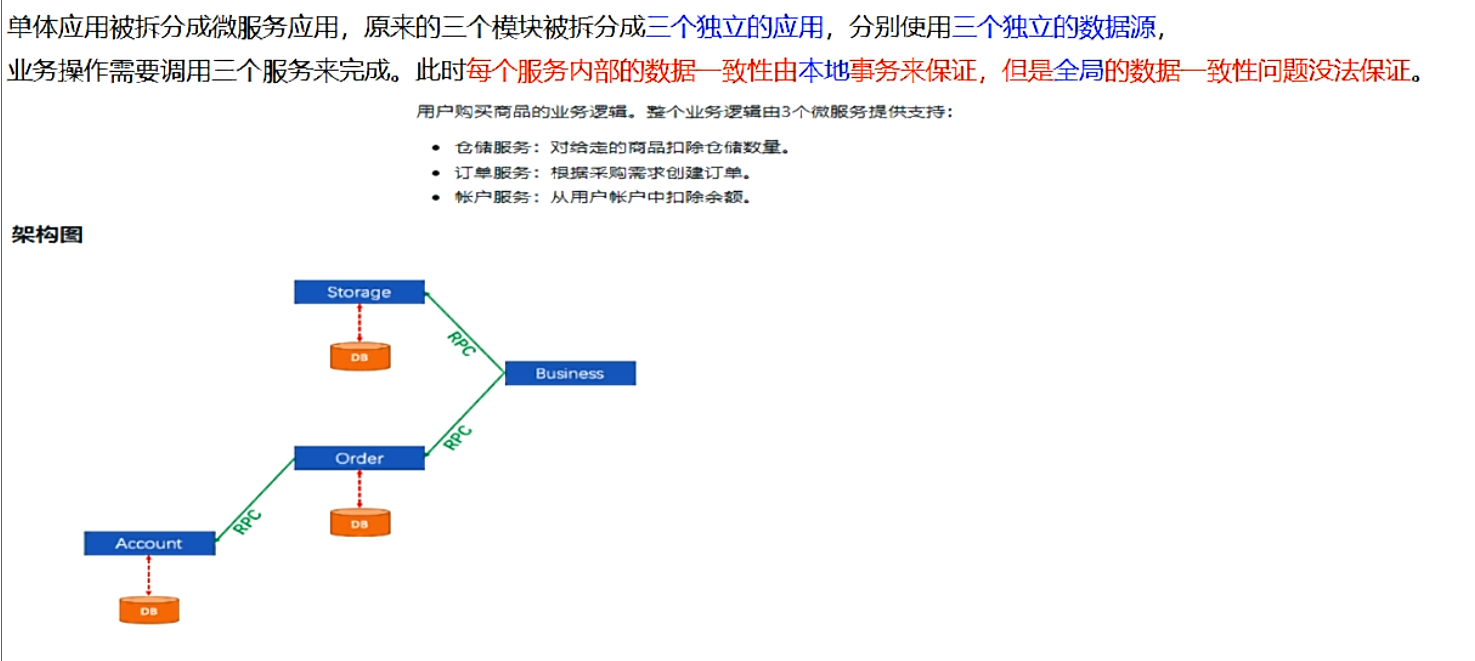 单体应用被拆分成微服务应用，原来的三个模块被拆分成三个独立的应用，分别使用三个独立的数据源，
业务操作需要调用三个服务来完成。此时每个服务内部的数据一致性由本地事务来保证，但是全局的数据一致性问题没法保证。
用户购买商品的业务逻辑。整个业务逻辑由3个微服务提供支持：
• 仓储服务：对给定的商品扣除仓储数量。
• 订单服务：根据采购需求创建订单。
• 帐户服务：从用户帐户中扣除余额。
架构图
Storage
RPC
DB
Business
RPC
Order
RPC
DB
Account
DB